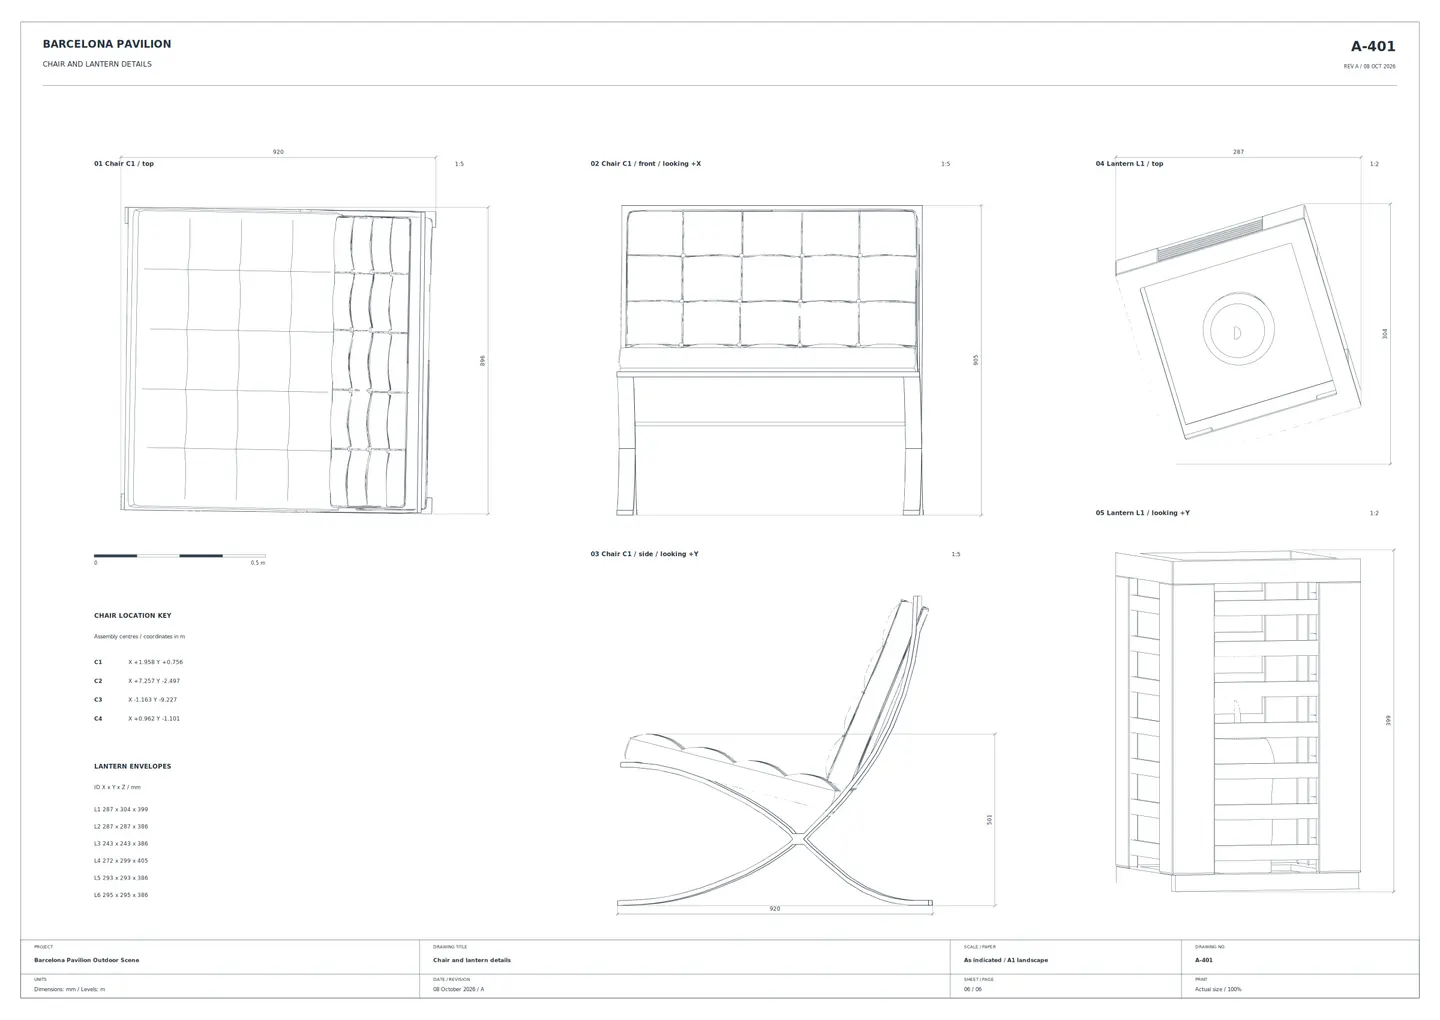 BARCELONA PAVILION
CHAIR AND LANTERN DETAILS
A-401
REV A / 08 OCT 2026
01 Chair C1 / top
1:5
920
896
02 Chair C1 / front / looking +X
1:5
905
04 Lantern L1 / top
1:2
287
304
0
0.5 m
03 Chair C1 / side / looking +Y
1:5
501
920
05 Lantern L1 / looking +Y
1:2
399
CHAIR LOCATION KEY
Assembly centres / coordinates in m
C1 X +1.958 Y +0.756
C2 X +7.257 Y -2.497
C3 X -1.163 Y -9.227
C4 X +0.962 Y -1.101
LANTERN ENVELOPES
ID X x Y x Z / mm
L1 287 x 304 x 399
L2 287 x 287 x 386
L3 243 x 243 x 386
L4 272 x 299 x 405
L5 293 x 293 x 386
L6 295 x 295 x 386
PROJECT
Barcelona Pavilion Outdoor Scene
DRAWING TITLE
Chair and lantern details
SCALE / PAPER
As indicated / A1 landscape
DRAWING NO.
A-401
UNITS
Dimensions: mm / Levels: m
DATE / REVISION
08 October 2026 / A
SHEET / PAGE
06 / 06
PRINT
Actual size / 100%